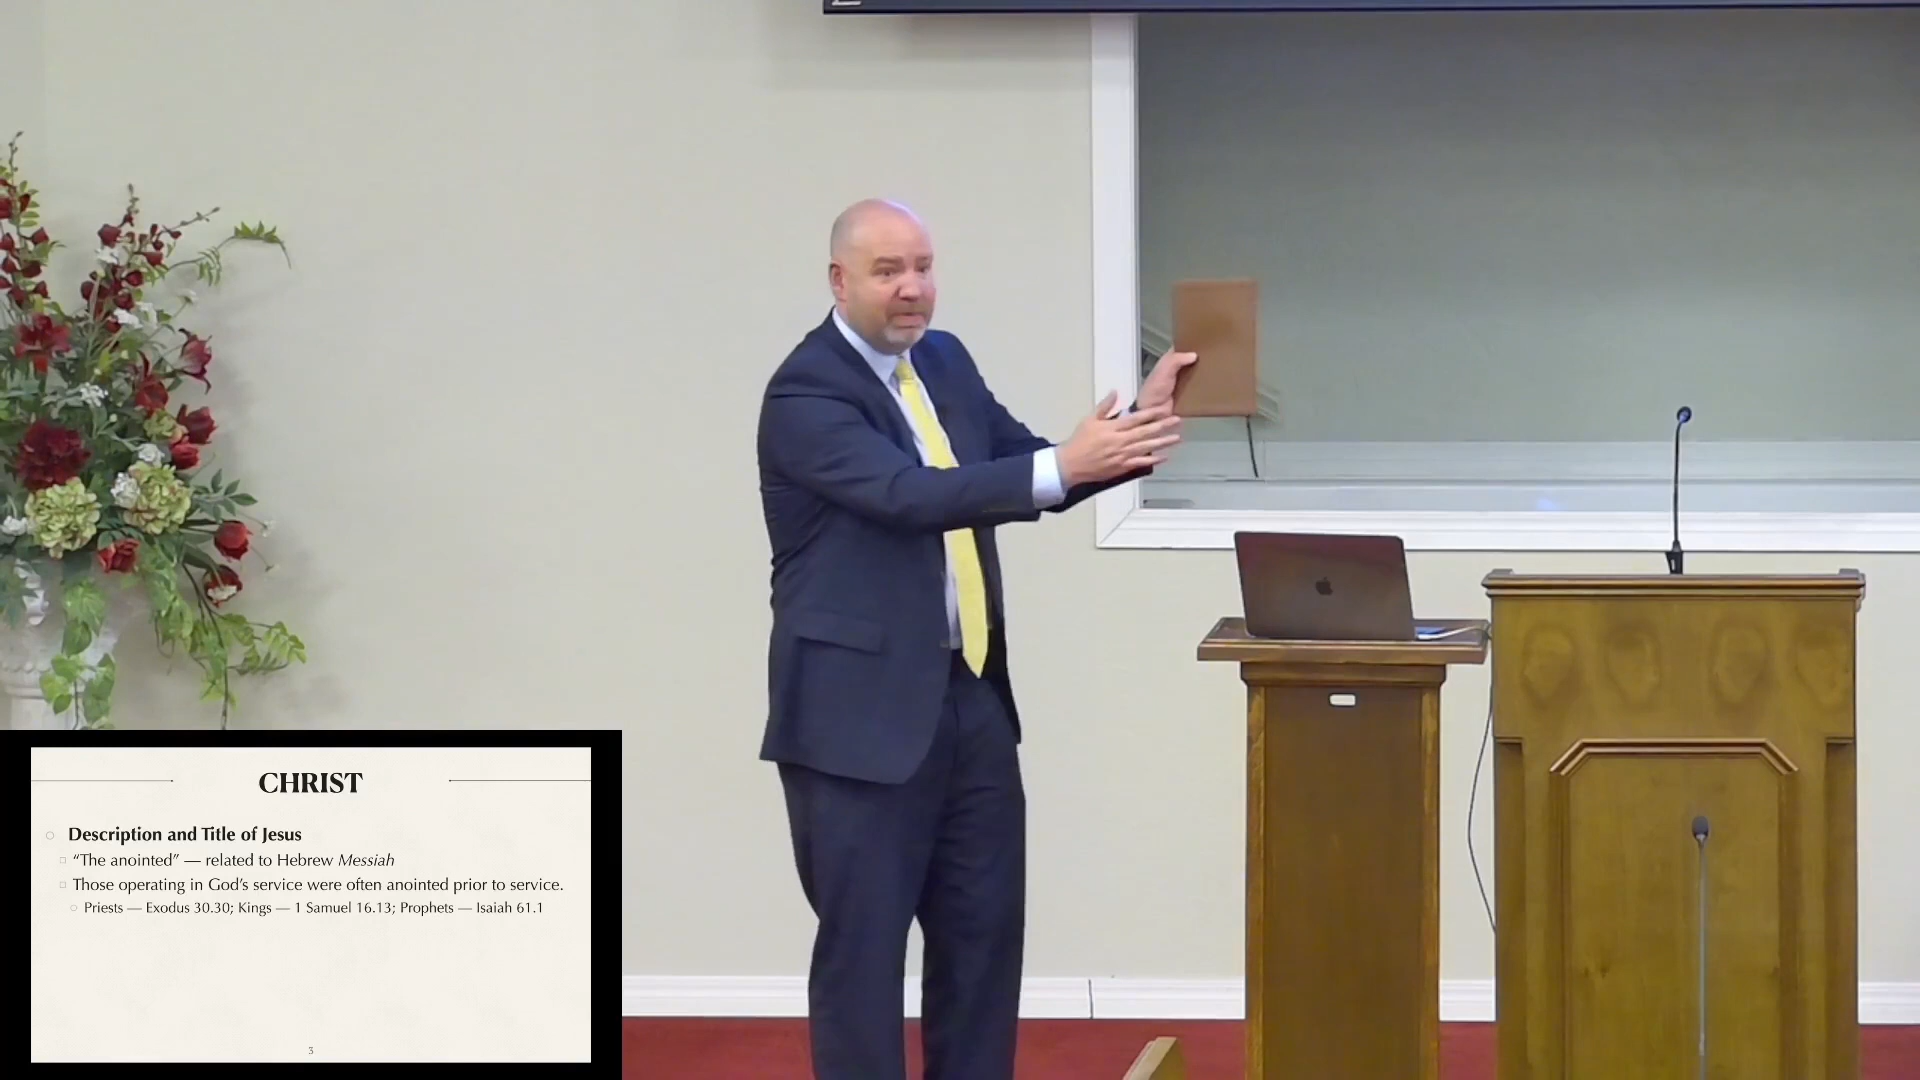 CHRIST
Description and Title of Jesus
“The anointed” — related to Hebrew Messiah
Those operating in God’s service were often anointed prior to service.
Priests — Exodus 30.30; Kings — 1 Samuel 16.13; Prophets — Isaiah 61.1
3